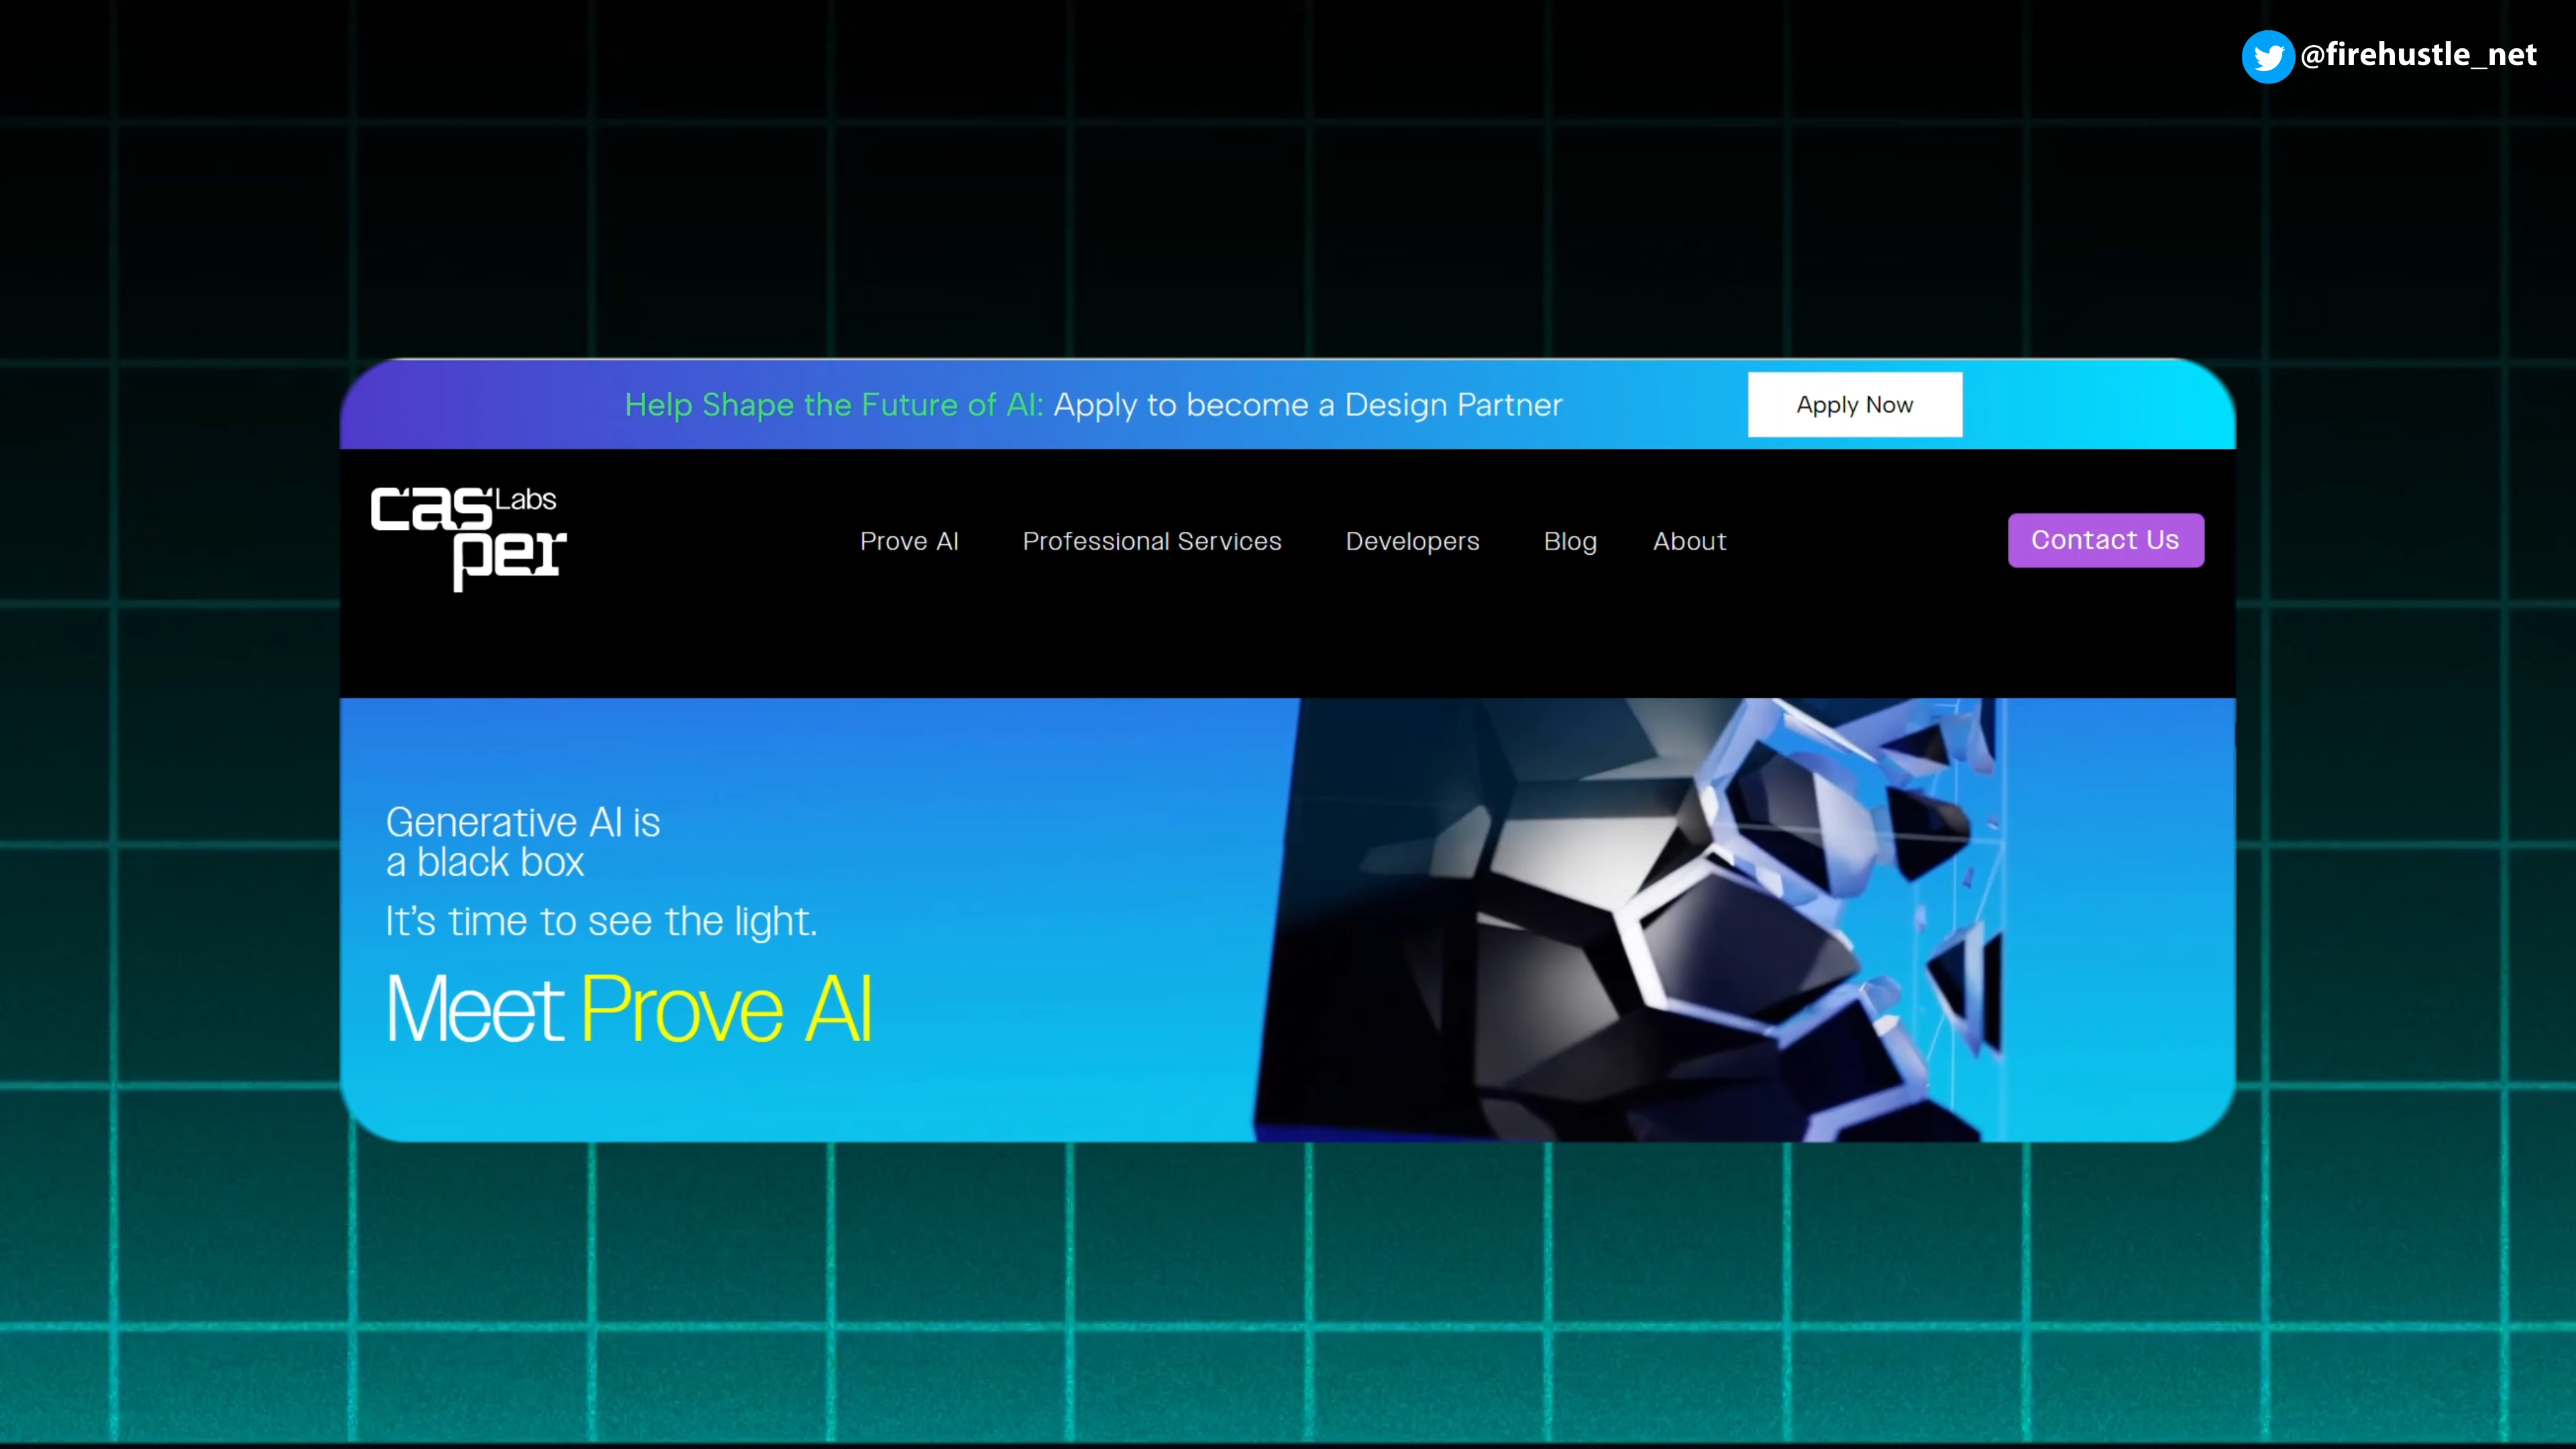 @firehustle_net
Help Shape the Future of AI: Apply to become a Design Partner
Apply Now
casper Labs
Prove AI
Professional Services
Developers
Blog
About
Contact Us
Generative AI is
a black box
It's time to see the light.
Meet Prove AI